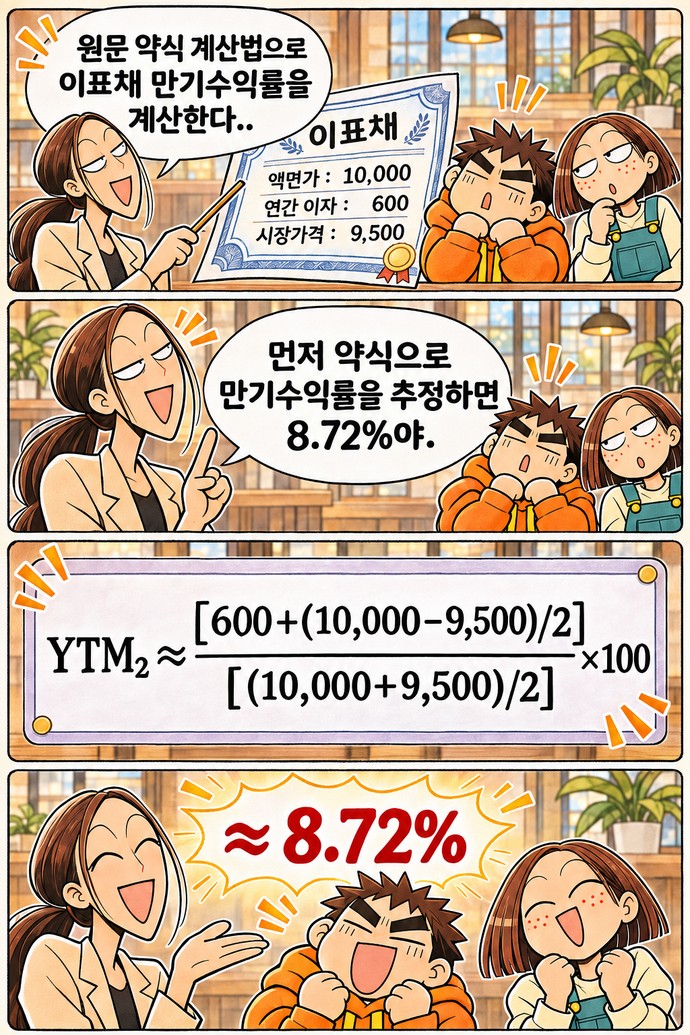 원문 약식 계산법으로
이표채 만기수익률을
계산한다..
이표채
액면가 : 10,000
연간 이자 : 600
시장가격 : 9,500
먼저 약식으로
만기수익률을 추정하면
8.72%야.
YTM₂ ≈ [600+(10,000−9,500)/2]
[(10,000+9,500)/2]
×100
≈ 8.72%